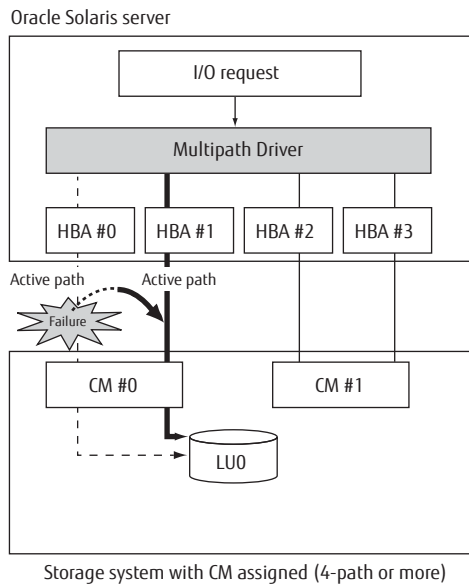 Oracle Solaris server
I/O request
Multipath Driver
HBA #0
HBA #1
HBA #2
HBA #3
Active path
Active path
Failure
CM #0
CM #1
LU0
Storage system with CM assigned (4-path or more)